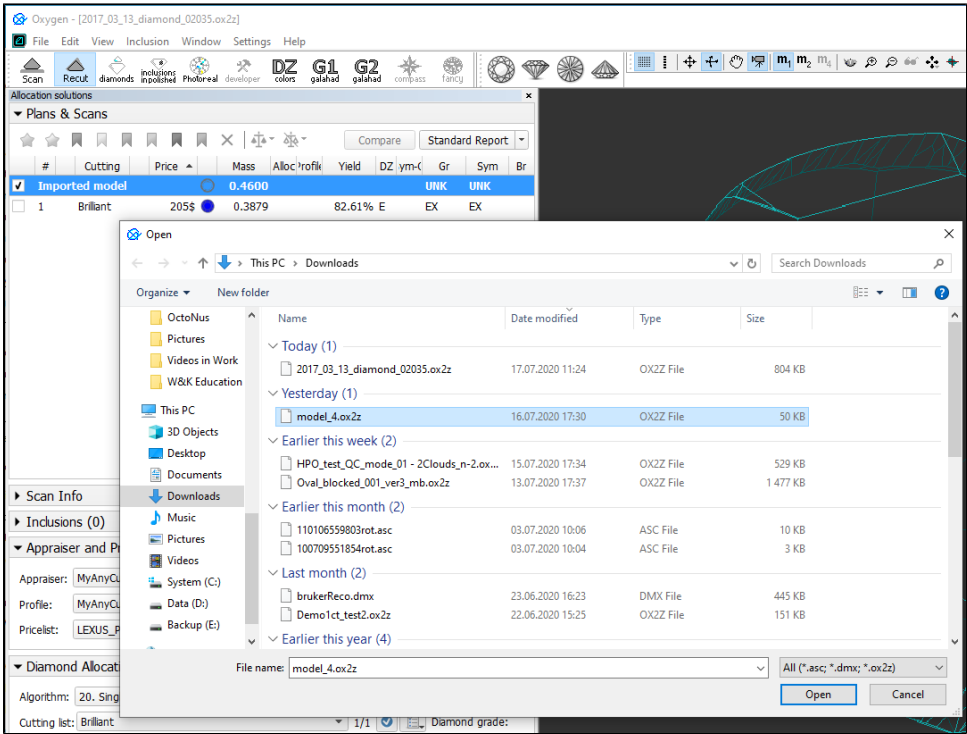 Oxygen - [2017_03_13_diamond_02035.ox2z]
File Edit View Inclusion Window Settings Help
Scan Recut diamonds inclusions inpolished Photoreal developer DZ colors G1 galahad G2 galahad compass fancy m1 m2 m4
Allocation solutions
Plans & Scans
Compare Standard Report
# Cutting Price Mass Alloc Profile Yield DZ ym-C Gr Sym Br
Imported model 0.4600 UNK UNK
1 Brilliant 205$ 0.3879 82.61% E EX EX
Open
This PC > Downloads Search Downloads
Organize New folder
OctoNus
Pictures
Videos in Work
W&K Education
This PC
3D Objects
Desktop
Documents
Downloads
Music
Pictures
Videos
System (C:)
Data (D:)
Backup (E:)
Name Date modified Type Size
Today (1)
2017_03_13_diamond_02035.ox2z 17.07.2020 11:24 OX2Z File 804 KB
Yesterday (1)
model_4.ox2z 16.07.2020 17:30 OX2Z File 50 KB
Earlier this week (2)
HPO_test_QC_mode_01 - 2Clouds_n-2.ox... 15.07.2020 17:34 OX2Z File 529 KB
Oval_blocked_001_ver3_mb.ox2z 13.07.2020 17:37 OX2Z File 1 477 KB
Earlier this month (2)
110106559803rot.asc 03.07.2020 10:06 ASC File 10 KB
100709551854rot.asc 03.07.2020 10:04 ASC File 3 KB
Last month (2)
brukerReco.dmx 23.06.2020 16:23 DMX File 445 KB
Demo1ct_test2.ox2z 22.06.2020 15:25 OX2Z File 151 KB
Earlier this year (4)
File name: model_4.ox2z All (*.asc; *.dmx; *.ox2z)
Open Cancel
Scan Info
Inclusions (0)
Appraiser and Pr
Appraiser: MyAnyCu
Profile: MyAnyCu
Pricelist: LEXUS_P
Diamond Allocati
Algorithm: 20. Sing
Cutting list: Brilliant 1/1 Diamond grade: